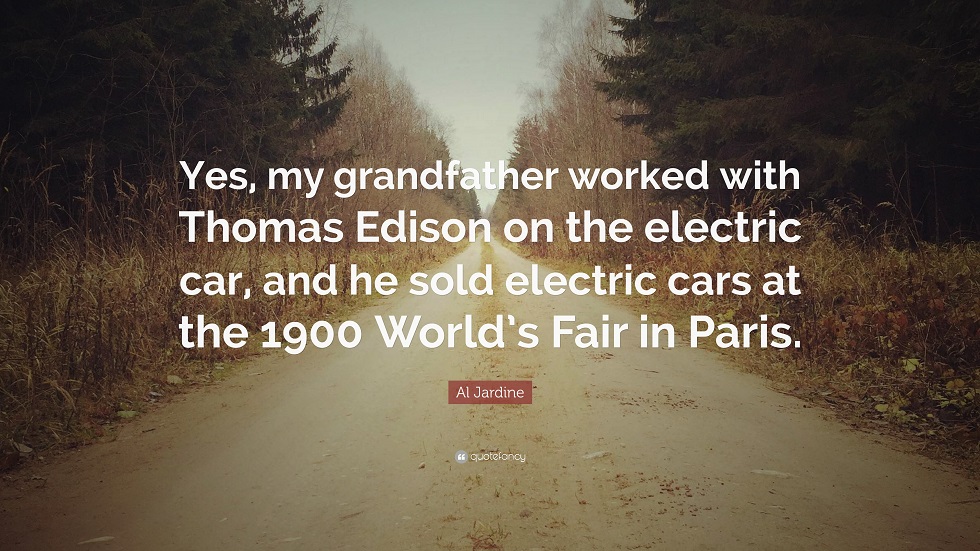 Yes, my grandfather worked with
Thomas Edison on the electric
car, and he sold electric cars at
the 1900 World’s Fair in Paris.
Al Jardine
quotefancy